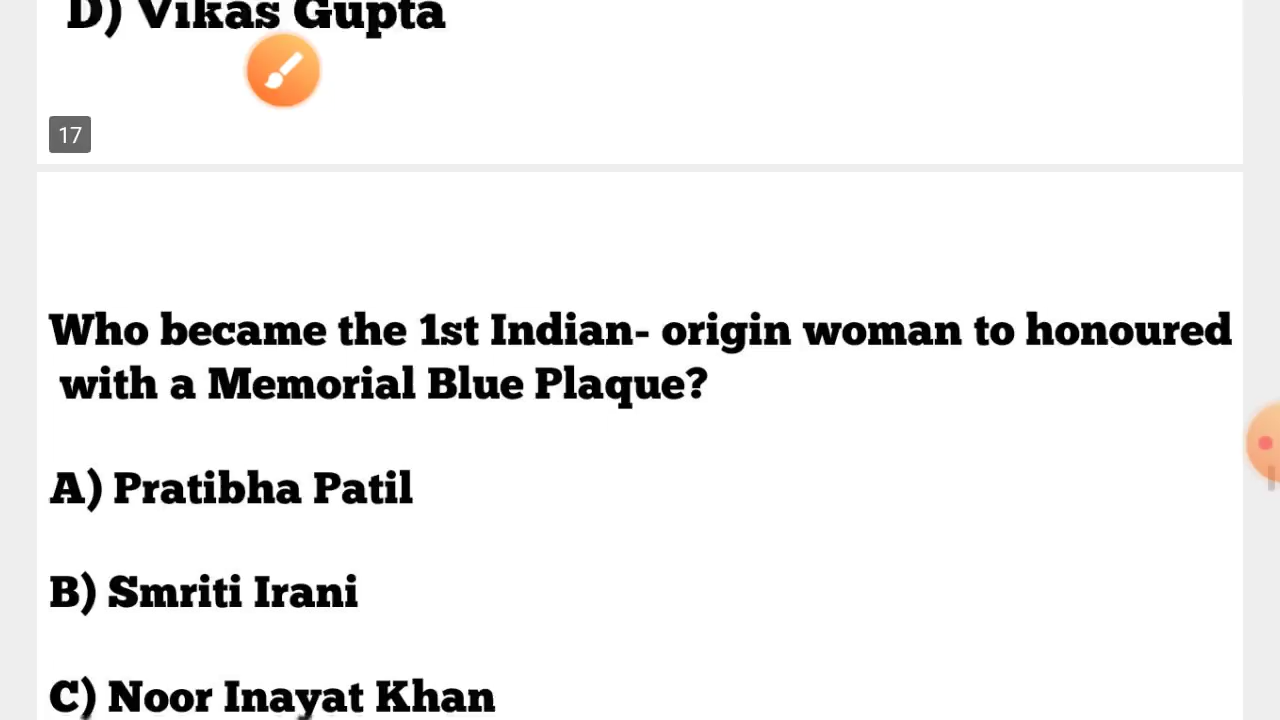 D) Vikas Gupta
17
Who became the 1st Indian- origin woman to honoured
with a Memorial Blue Plaque?
A) Pratibha Patil
B) Smriti Irani
C) Noor Inayat Khan